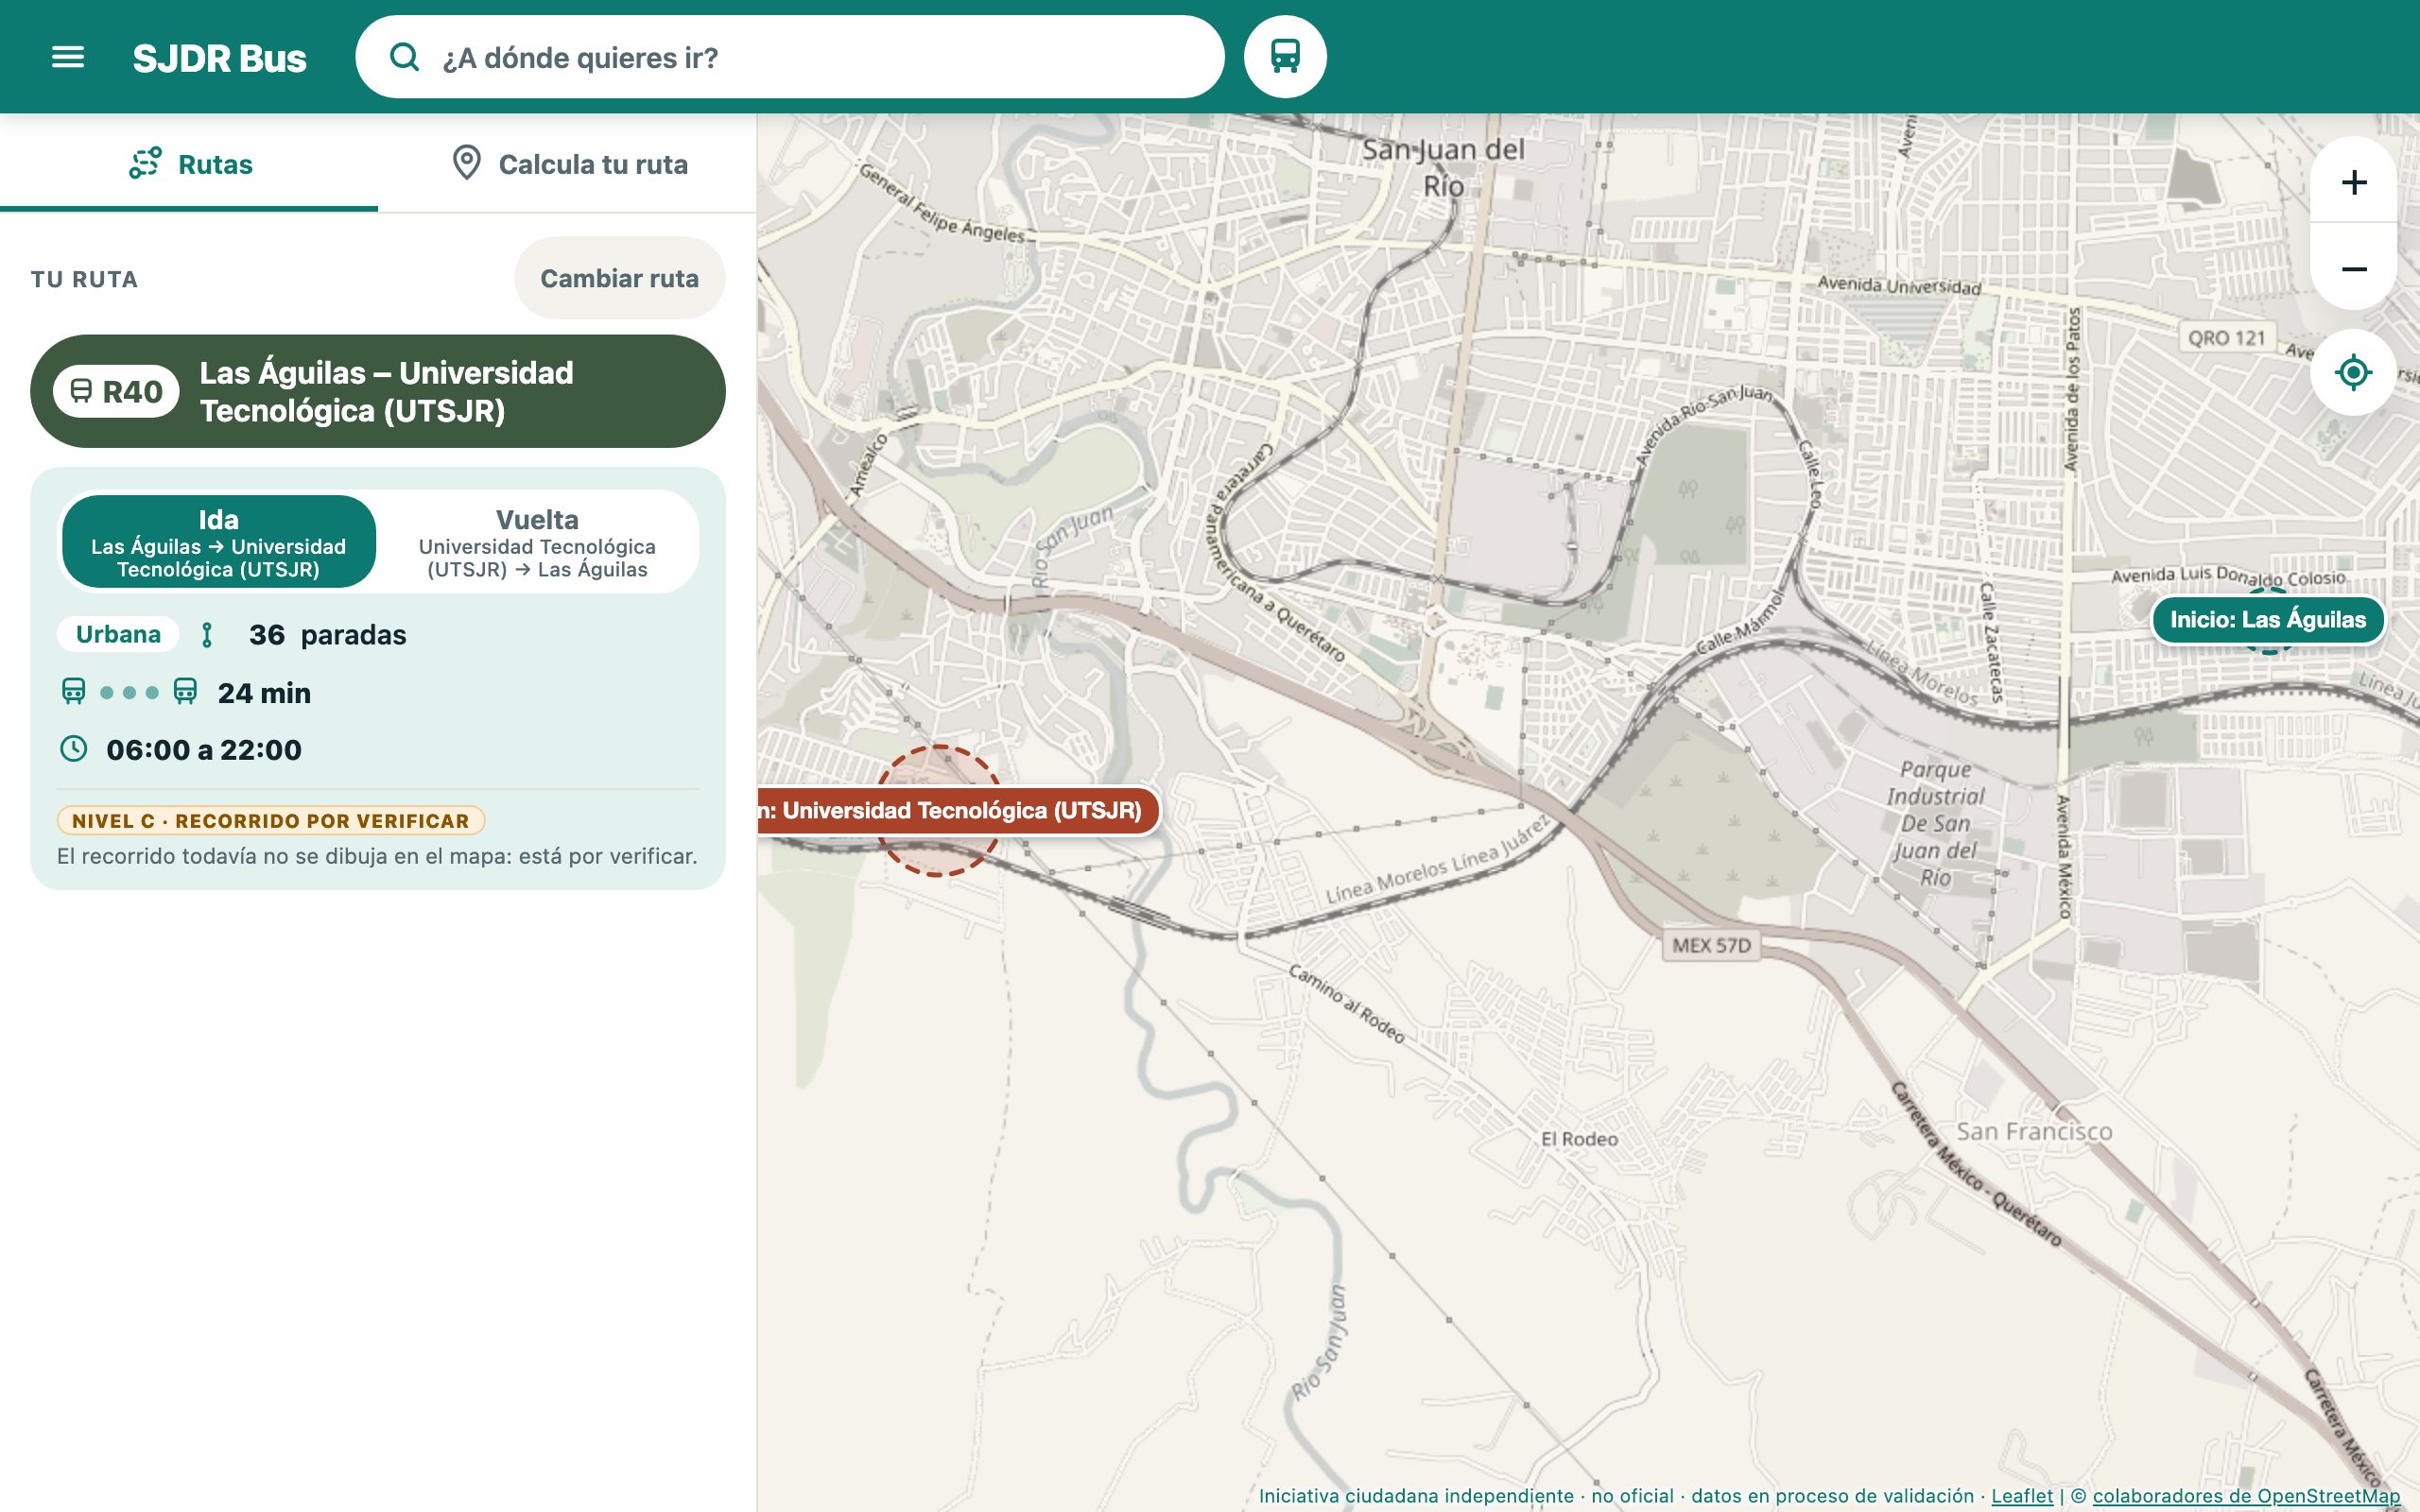 SJDR Bus
¿A dónde quieres ir?
Rutas
Calcula tu ruta
TU RUTA
Cambiar ruta
R40
Las Águilas – Universidad
Tecnológica (UTSJR)
Ida
Las Águilas → Universidad
Tecnológica (UTSJR)
Vuelta
Universidad Tecnológica
(UTSJR) → Las Águilas
Urbana
36 paradas
24 min
06:00 a 22:00
NIVEL C · RECORRIDO POR VERIFICAR
El recorrido todavía no se dibuja en el mapa: está por verificar.
San Juan del
Río
General Felipe Ángeles
Avenida Universidad
QRO 121
Avenida de los Patos
Avenida Río San Juan
Calle Leo
Amealco
Carretera Panamericana a Querétaro
Río San Juan
Avenida Luis Donaldo Colosio
Inicio: Las Águilas
Calle Zacatecas
Calle Mármol
Línea Morelos
Parque
Industrial
De San
Juan del
Río
Avenida México
n: Universidad Tecnológica (UTSJR)
Línea Morelos Línea Juárez
MEX 57D
Camino al Rodeo
El Rodeo
San Francisco
Carretera México - Querétaro
Río San Juan
Carretera México
+
−
Iniciativa ciudadana independiente · no oficial · datos en proceso de validación · Leaflet | © colaboradores de OpenStreetMap